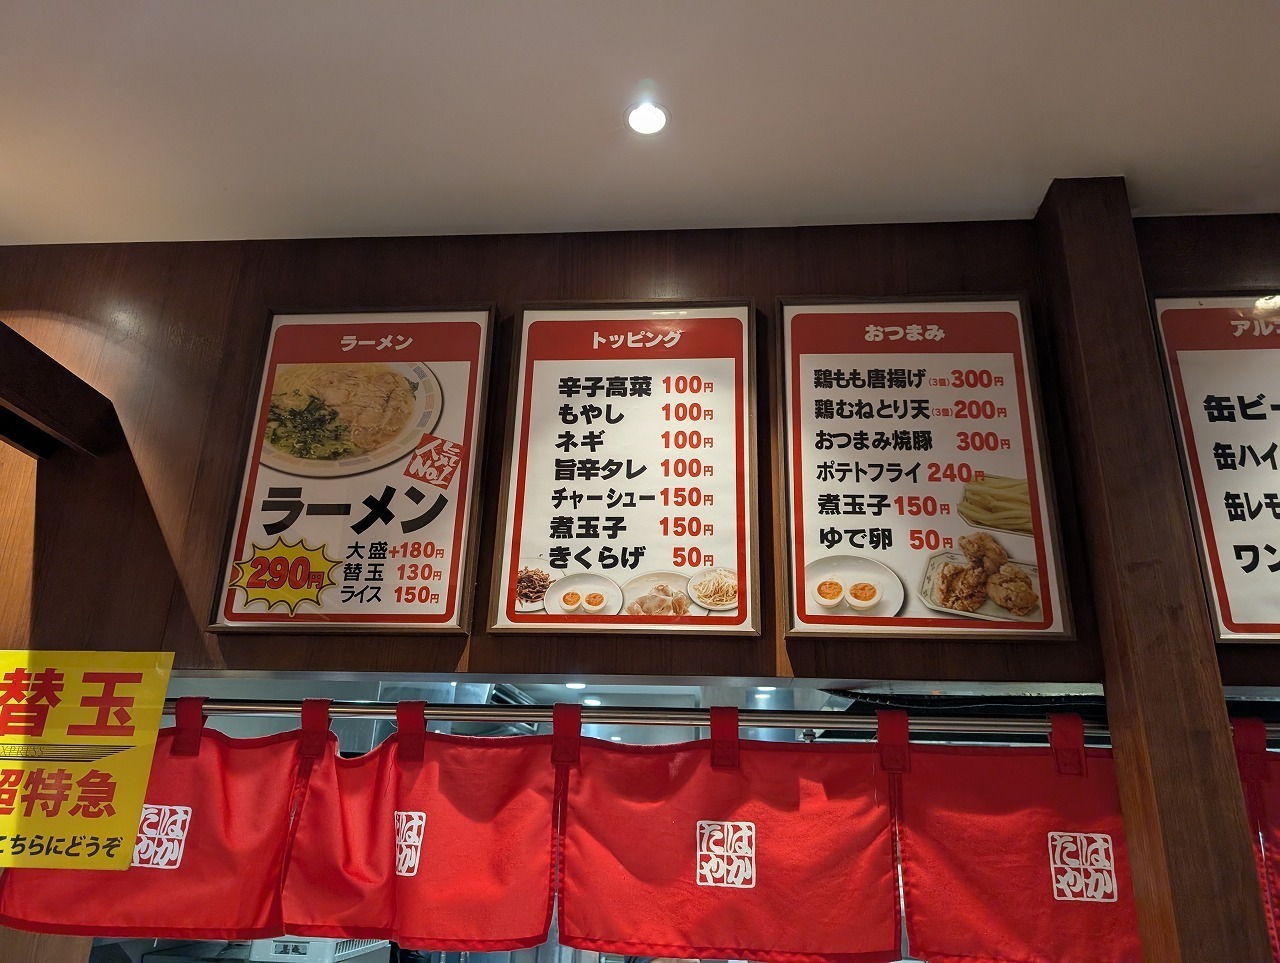 ラーメン
人気
No.1
ラーメン
290円
大盛+180円
替玉 130円
ライス 150円
トッピング
辛子高菜 100円
もやし 100円
ネギ 100円
旨辛タレ 100円
チャーシュー 150円
煮玉子 150円
きくらげ 50円
おつまみ
鶏もも唐揚げ(3個) 300円
鶏むねとり天(3個) 200円
おつまみ焼豚 300円
ポテトフライ 240円
煮玉子 150円
ゆで卵 50円
アル
缶ビー
缶ハイ
缶レモ
ワン
替玉
EXPRESS
超特急
こちらにどうぞ
はかたや
はかたや
はかたや
はかたや